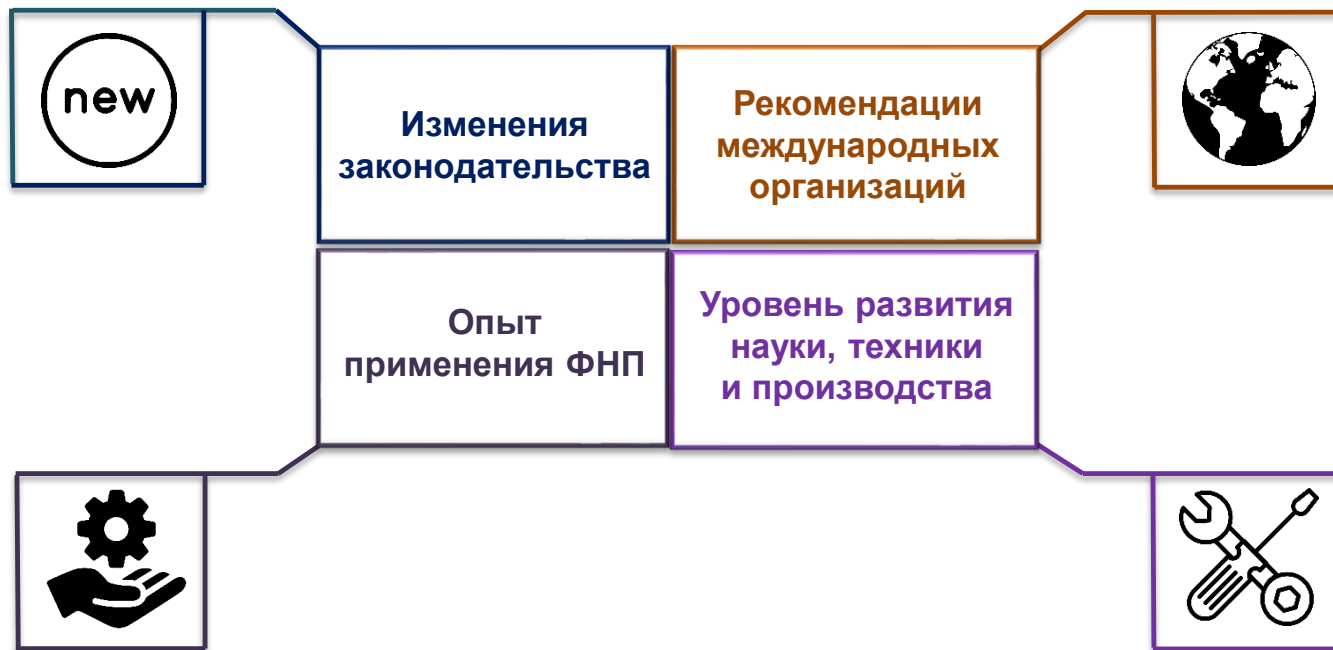 new
Изменения
законодательства
Рекомендации
международных
организаций
Опыт
применения ФНП
Уровень развития
науки, техники
и производства